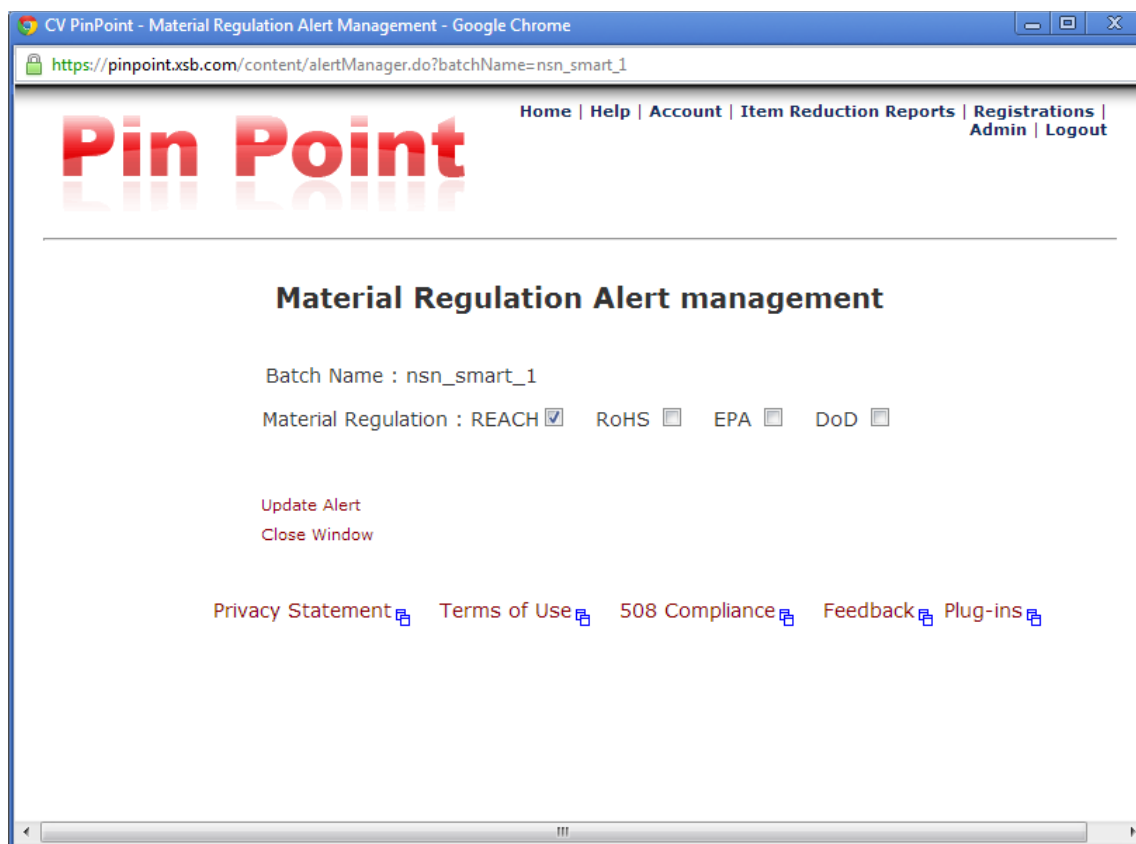 CV PinPoint - Material Regulation Alert Management - Google Chrome
https://pinpoint.xsb.com/content/alertManager.do?batchName=nsn_smart_1
Home | Help | Account | Item Reduction Reports | Registrations |
Admin | Logout
Pin Point
Material Regulation Alert management
Batch Name : nsn_smart_1
Material Regulation : REACH RoHS EPA DoD
Update Alert
Close Window
Privacy Statement Terms of Use 508 Compliance Feedback Plug-ins